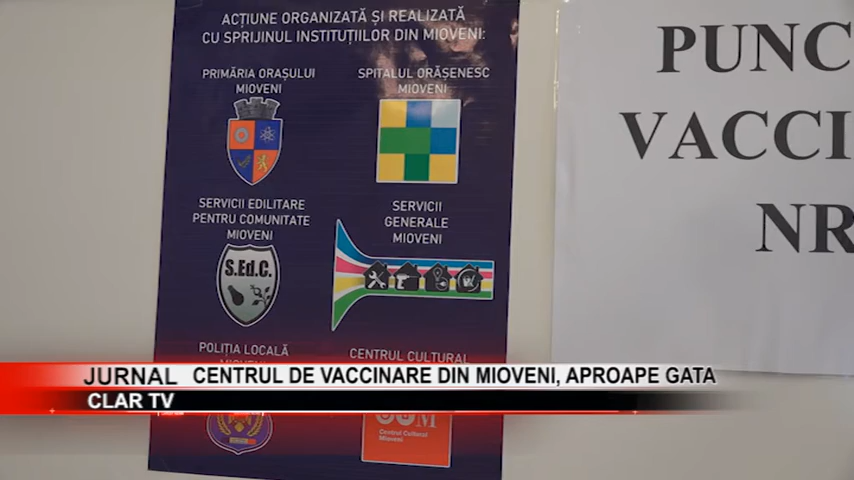 ACȚIUNE ORGANIZATĂ ȘI REALIZATĂ
CU SPRIJINUL INSTITUȚIILOR DIN MIOVENI:
PRIMĂRIA ORAȘULUI
MIOVENI
SPITALUL ORĂȘENESC
MIOVENI
SERVICII EDILITARE
PENTRU COMUNITATE
MIOVENI
S.Ed.C.
SERVICII
GENERALE
MIOVENI
POLIȚIA LOCALĂ
MIOVENI
CENTRUL CULTURAL
CCM
Centrul Cultural
Mioveni
PUNC
VACCI
NR
JURNAL CENTRUL DE VACCINARE DIN MIOVENI, APROAPE GATA
CLAR TV